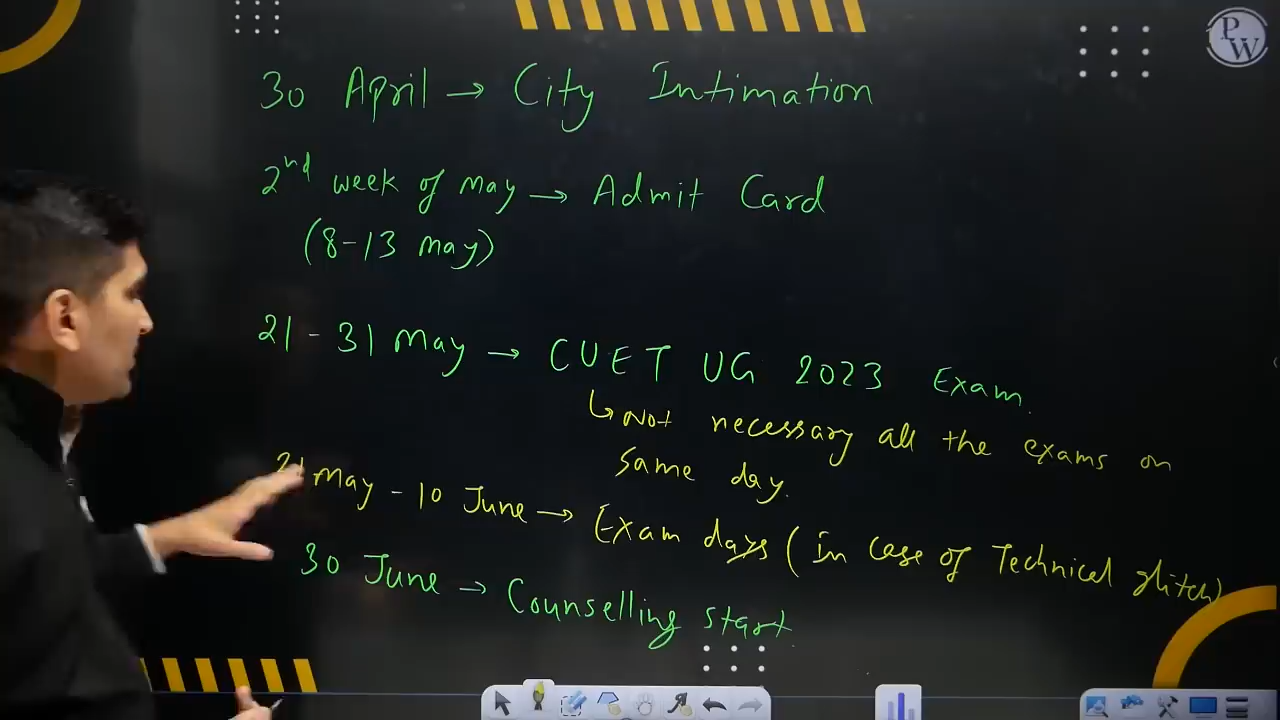 PW
30 April → City Intimation
2nd week of May → Admit Card
(8-13 May)
21 - 31 May → CUET UG 2023 Exam.
↳ Not necessary all the exams on
same day.
21 May - 10 June → Exam days (in case of Technical glitch)
30 June → Counselling start.